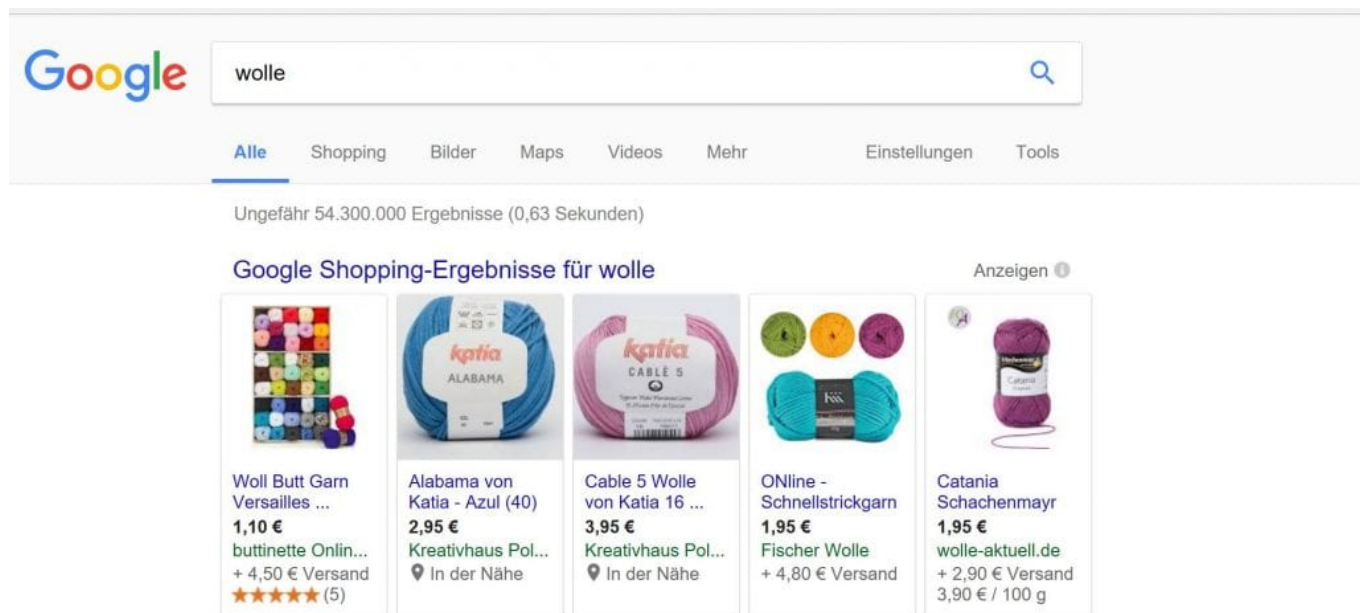 Google
wolle
Alle Shopping Bilder Maps Videos Mehr Einstellungen Tools
Ungefähr 54.300.000 Ergebnisse (0,63 Sekunden)
Google Shopping-Ergebnisse für wolle
Anzeigen
katia
ALABAMA
katia
CABLÈ 5
Catania
Woll Butt Garn
Versailles ...
1,10 €
buttinette Onlin...
+ 4,50 € Versand
(5)
Alabama von
Katia - Azul (40)
2,95 €
Kreativhaus Pol...
In der Nähe
Cable 5 Wolle
von Katia 16 ...
3,95 €
Kreativhaus Pol...
In der Nähe
ONline -
Schnellstrickgarn
1,95 €
Fischer Wolle
+ 4,80 € Versand
Catania
Schachenmayr
1,95 €
wolle-aktuell.de
+ 2,90 € Versand
3,90 € / 100 g